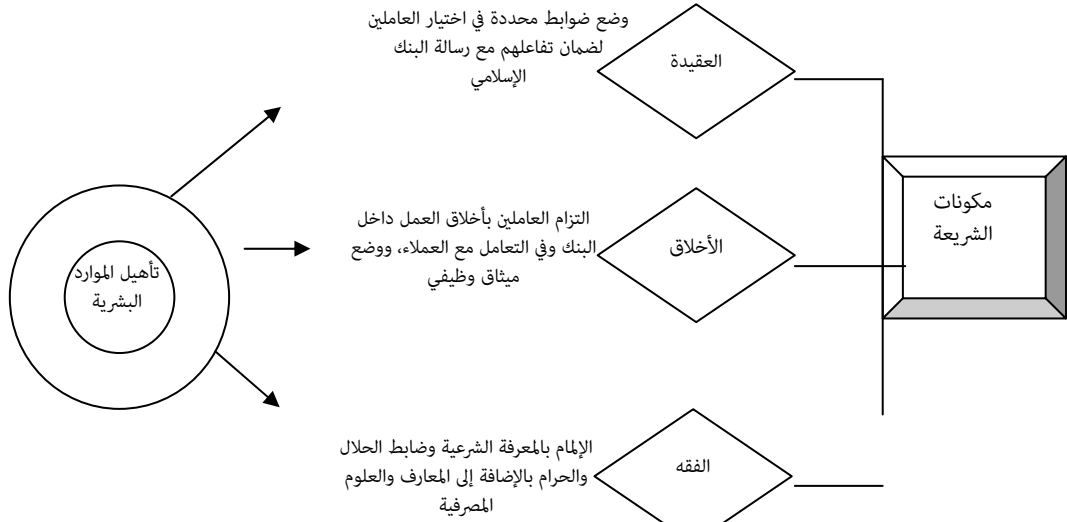 مكونات
الشريعة
العقيدة
وضع ضوابط محددة في اختيار العاملين
لضمان تفاعلهم مع رسالة البنك
الإسلامي
الأخلاق
التزام العاملين بأخلاق العمل داخل
البنك وفي التعامل مع العملاء، ووضع
ميثاق وظيفي
الفقه
الإلمام بالمعرفة الشرعية وضابط الحلال
والحرام بالإضافة إلى المعارف والعلوم
المصرفية
تأهيل الموارد
البشرية